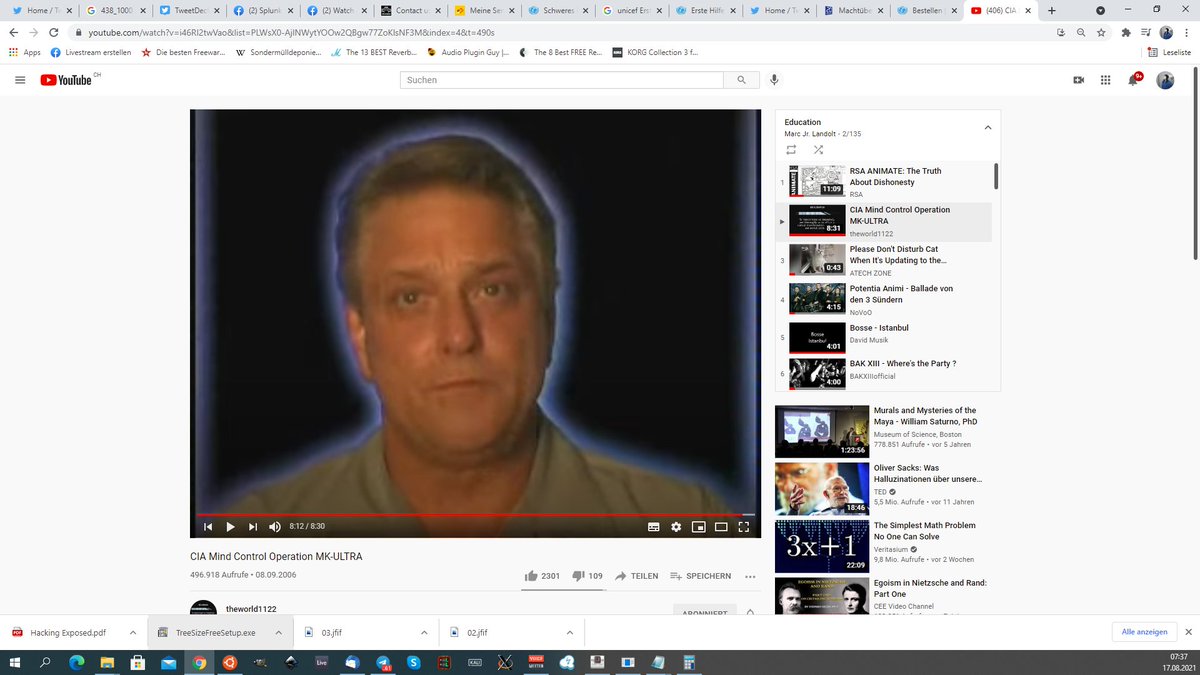 Home / Tw
438_1000
TweetDec
(2) Splunk
(2) Watch
Contact u
Meine Ser
Schweres
unicef Ers
Erste Hilfe
Home / Tw
Machtübe
Bestellen |
(406) CIA
youtube.com/watch?v=i46RI2twVao&list=PLWsX0-AjINWytYOOw2QBgw77ZoKlsNF3M&index=4&t=490s
Apps
Livestream erstellen
Die besten Freewar...
Sondermülldeponie...
The 13 BEST Reverb...
Audio Plugin Guy |...
The 8 Best FREE Re...
KORG Collection 3 f...
Leseliste
YouTube CH
Suchen
9+
Education
Marc Jr. Landolt - 2/135
1
11:09
RSA ANIMATE: The Truth
About Dishonesty
RSA
8:31
CIA Mind Control Operation
MK-ULTRA
theworld1122
3
0:43
Please Don't Disturb Cat
When It's Updating to the...
ATECH ZONE
4
4:15
Potentia Animi - Ballade von
den 3 Sündern
NoVoO
5
Bosse
Istanbul
4:01
Bosse - Istanbul
David Musik
6
4:00
BAK XIII - Where's the Party ?
BAKXIIIofficial
8:12 / 8:30
CIA Mind Control Operation MK-ULTRA
496.918 Aufrufe • 08.09.2006
2301
109
TEILEN
SPEICHERN
theworld1122
ABONNIERT
1:23:56
Murals and Mysteries of the
Maya - William Saturno, PhD
Museum of Science, Boston
778.851 Aufrufe • vor 5 Jahren
18:46
Oliver Sacks: Was
Halluzinationen über unsere...
TED
5,5 Mio. Aufrufe • vor 11 Jahren
3x+1
22:09
The Simplest Math Problem
No One Can Solve
Veritasium
9,8 Mio. Aufrufe • vor 2 Wochen
Egoism in Nietzsche and Rand:
Part One
CEE Video Channel
Hacking Exposed.pdf
TreeSizeFreeSetup.exe
03.jfif
02.jfif
Alle anzeigen
Live
07:37
17.08.2021